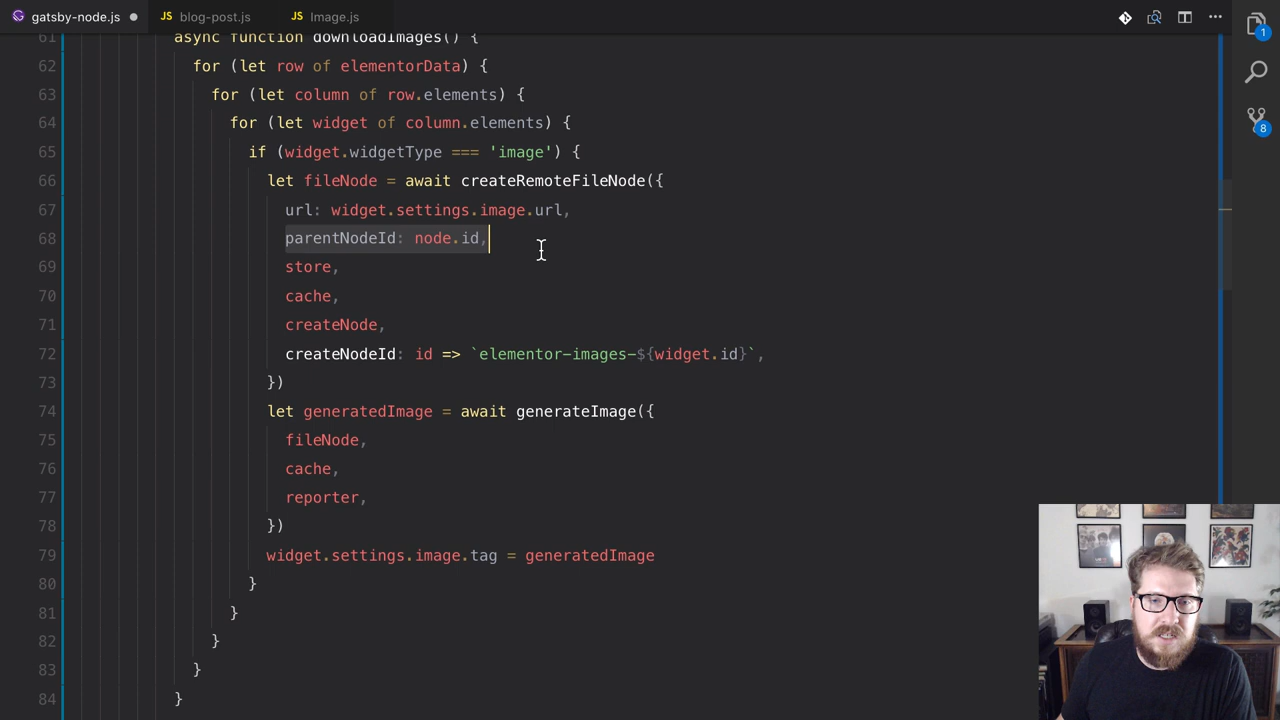 gatsby-node.js
JS blog-post.js
JS Image.js
61 async function downloadImages() {
62 for (let row of elementorData) {
63 for (let column of row.elements) {
64 for (let widget of column.elements) {
65 if (widget.widgetType === 'image') {
66 let fileNode = await createRemoteFileNode({
67 url: widget.settings.image.url,
68 parentNodeId: node.id,
69 store,
70 cache,
71 createNode,
72 createNodeId: id => `elementor-images-${widget.id}`,
73 })
74 let generatedImage = await generateImage({
75 fileNode,
76 cache,
77 reporter,
78 })
79 widget.settings.image.tag = generatedImage
80 }
81 }
82 }
83 }
84 }
1
8